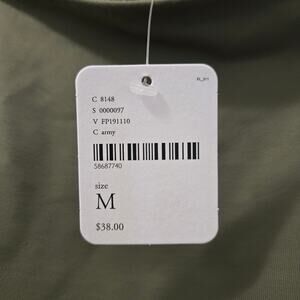 C 8148
S 0000097
V FP191110
C army
58687740
size
M
$38.00